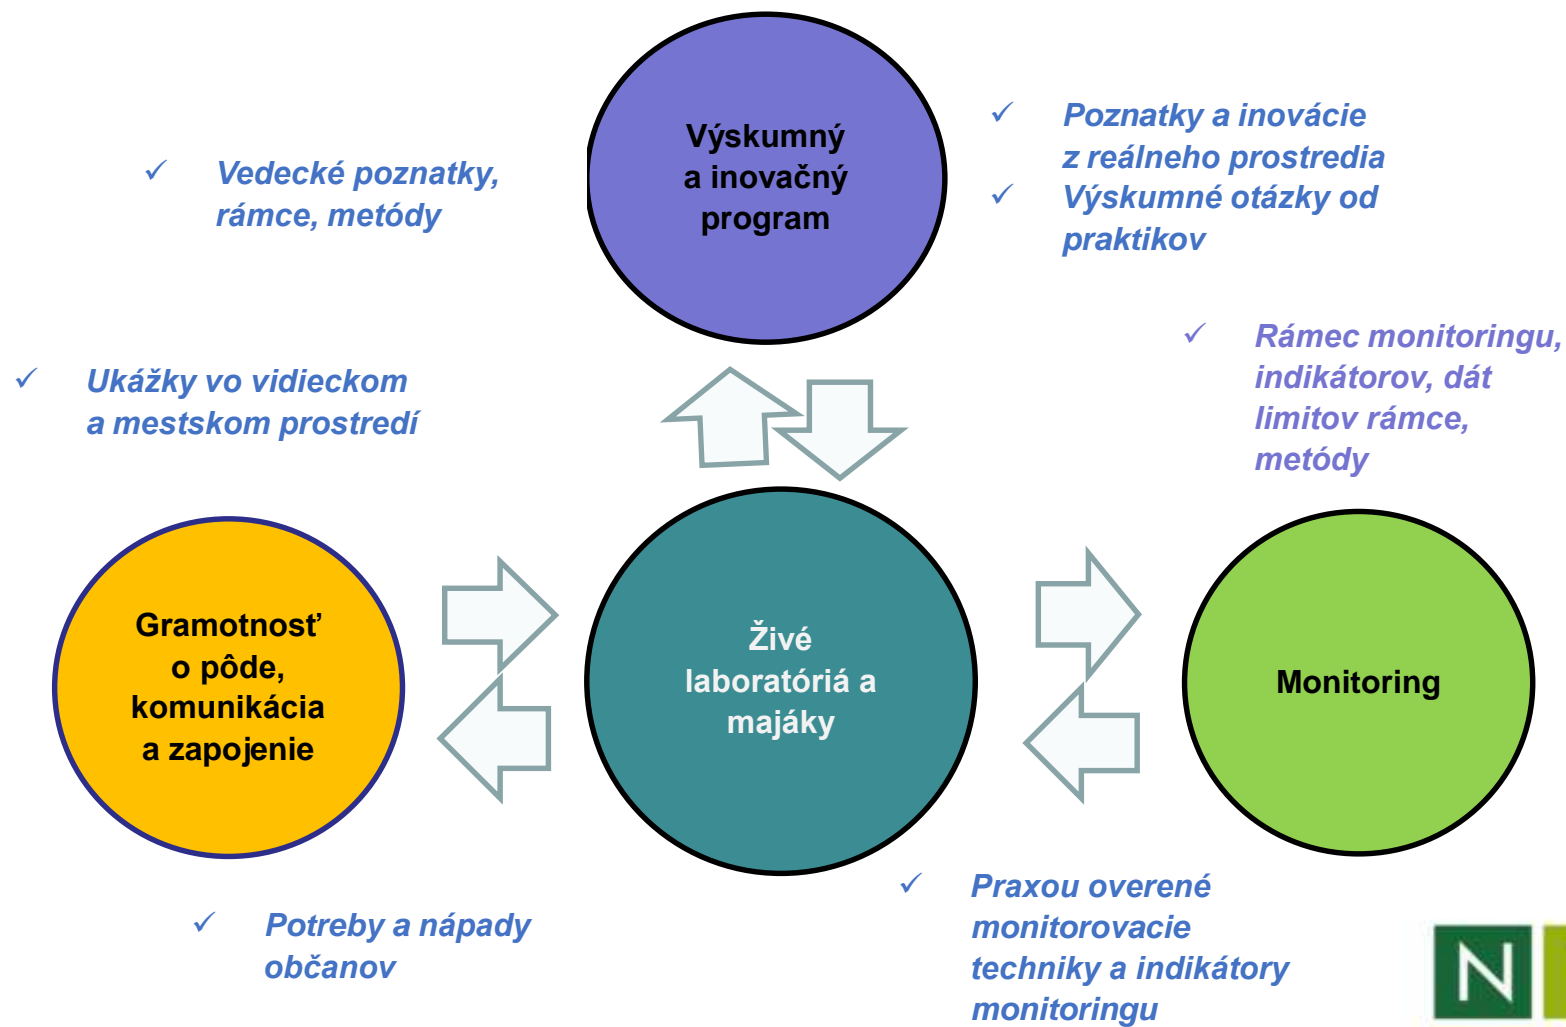 Výskumný
a inovačný
program
✓ Vedecké poznatky,
rámce, metódy
✓ Poznatky a inovácie
z reálneho prostredia
✓ Výskumné otázky od
praktikov
✓ Ukážky vo vidieckom
a mestskom prostredí
✓ Rámec monitoringu,
indikátorov, dát
limitov rámce,
metódy
Gramotnosť
o pôde,
komunikácia
a zapojenie
Živé
laboratóriá a
majáky
Monitoring
✓ Potreby a nápady
občanov
✓ Praxou overené
monitorovacie
techniky a indikátory
monitoringu
N